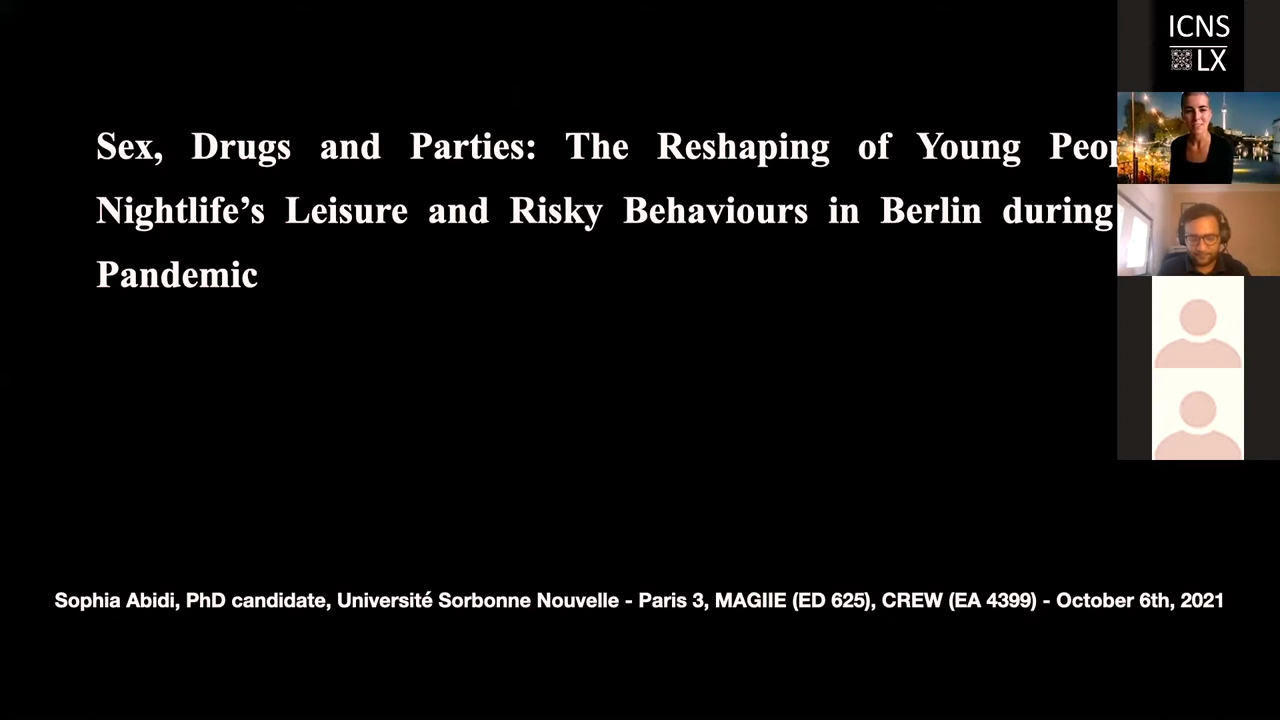 ICNS
LX
Sex, Drugs and Parties: The Reshaping of Young
Nightlife’s Leisure and Risky Behaviours in Berlin during
Pandemic
Sophia Abidi, PhD candidate, Université Sorbonne Nouvelle - Paris 3, MAGIIE (ED 625), CREW (EA 4399) - October 6th, 2021